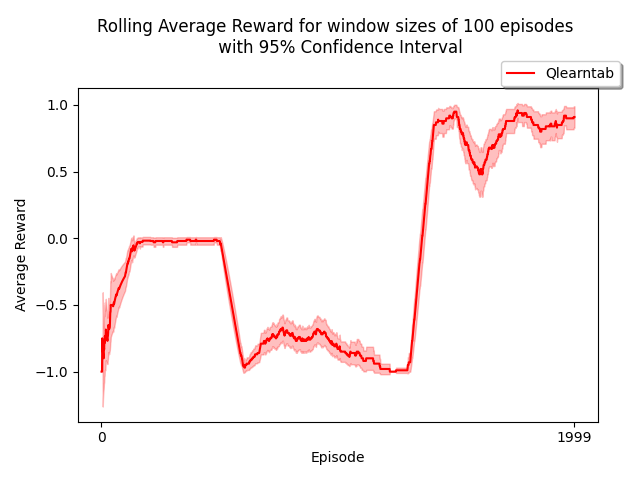 Rolling Average Reward for window sizes of 100 episodes
with 95% Confidence Interval
Qlearntab
1.0
0.5
0.0
−0.5
−1.0
Average Reward
0
1999
Episode